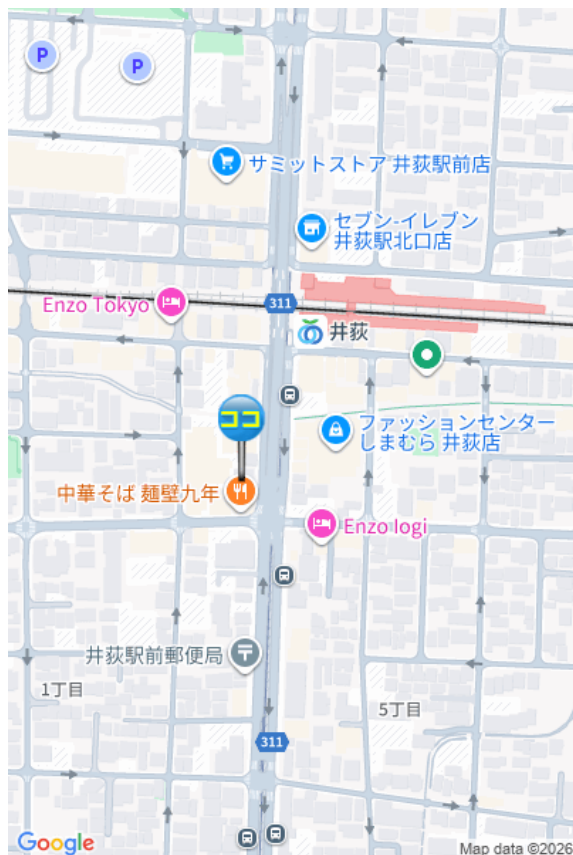 P
P
サミットストア 井荻駅前店
セブン-イレブン
井荻駅北口店
Enzo Tokyo
311
井荻
ココ
ファッションセンター
しまむら 井荻店
中華そば 麺壁九年
Enzo Iogi
井荻駅前郵便局
1丁目
5丁目
311
Google
Map data ©2026